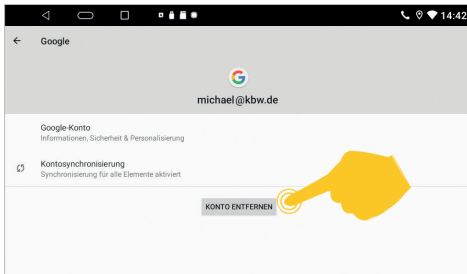 14:42
Google
michael@kbw.de
Google-Konto
Informationen, Sicherheit & Personalisierung
Kontosynchronisierung
Synchronisierung für alle Elemente aktiviert
KONTO ENTFERNEN